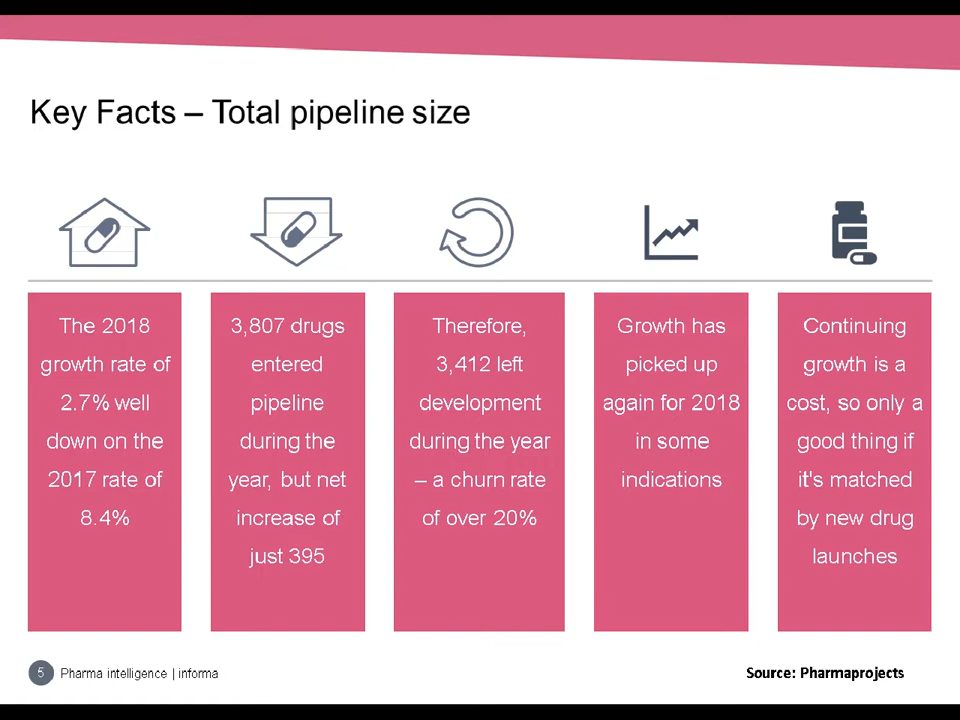 Key Facts – Total pipeline size
The 2018
growth rate of
2.7% well
down on the
2017 rate of
8.4%
3,807 drugs
entered
pipeline
during the
year, but net
increase of
just 395
Therefore,
3,412 left
development
during the year
– a churn rate
of over 20%
Growth has
picked up
again for 2018
in some
indications
Continuing
growth is a
cost, so only a
good thing if
it's matched
by new drug
launches
5 Pharma intelligence | informa
Source: Pharmaprojects